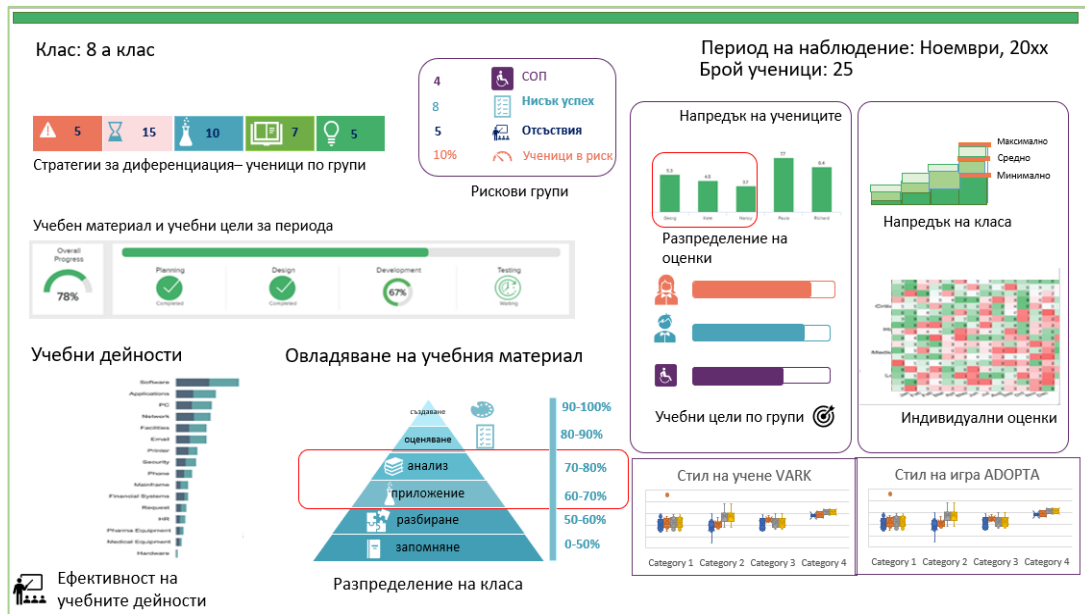 Клас: 8 а клас
Период на наблюдение: Ноември, 20xx
Брой ученици: 25
5 15 10 7 5
Стратегии за диференциация– ученици по групи
4 СОП
8 Нисък успех
5 Отсъствия
10% Ученици в риск
Рискови групи
Учебен материал и учебни цели за периода
Overall
Progress
78%
Planning
Completed
Design
Completed
Development
67%
Testing
Waiting
Учебни дейности
Software
Applications
PC
Network
Facilities
Email
Printer
Security
Phone
Mainframe
Financial Systems
Request
HR
Pharma Equipment
Medical Equipment
Hardware
Ефективност на
учебните дейности
Овладяване на учебния материал
създаване
оценяване
анализ
приложение
разбиране
запомняне
90-100%
80-90%
70-80%
60-70%
50-60%
0-50%
Разпределение на класа
Напредък на учениците
Georg Kate Nancy Paula Richard
Разпределение на
оценки
Учебни цели по групи
Максимално
Средно
Минимално
Напредък на класа
Индивидуални оценки
Стил на учене VARK
Category 1 Category 2 Category 3 Category 4
Стил на игра ADOPTA
Category 1 Category 2 Category 3 Category 4